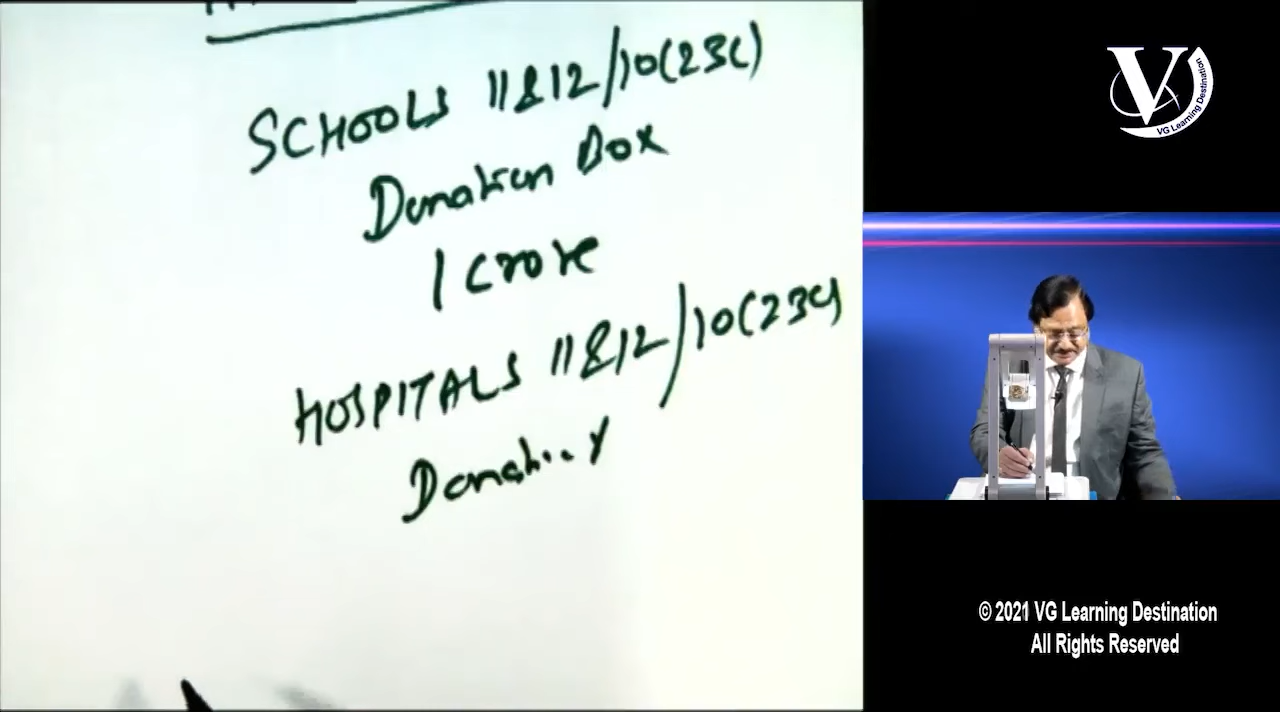 SCHOOLS 11&12/10(23C)
Donation Box
1 crore
HOSPITALS 11&12/10(23C)
V
VG Learning Destination
© 2021 VG Learning Destination
All Rights Reserved